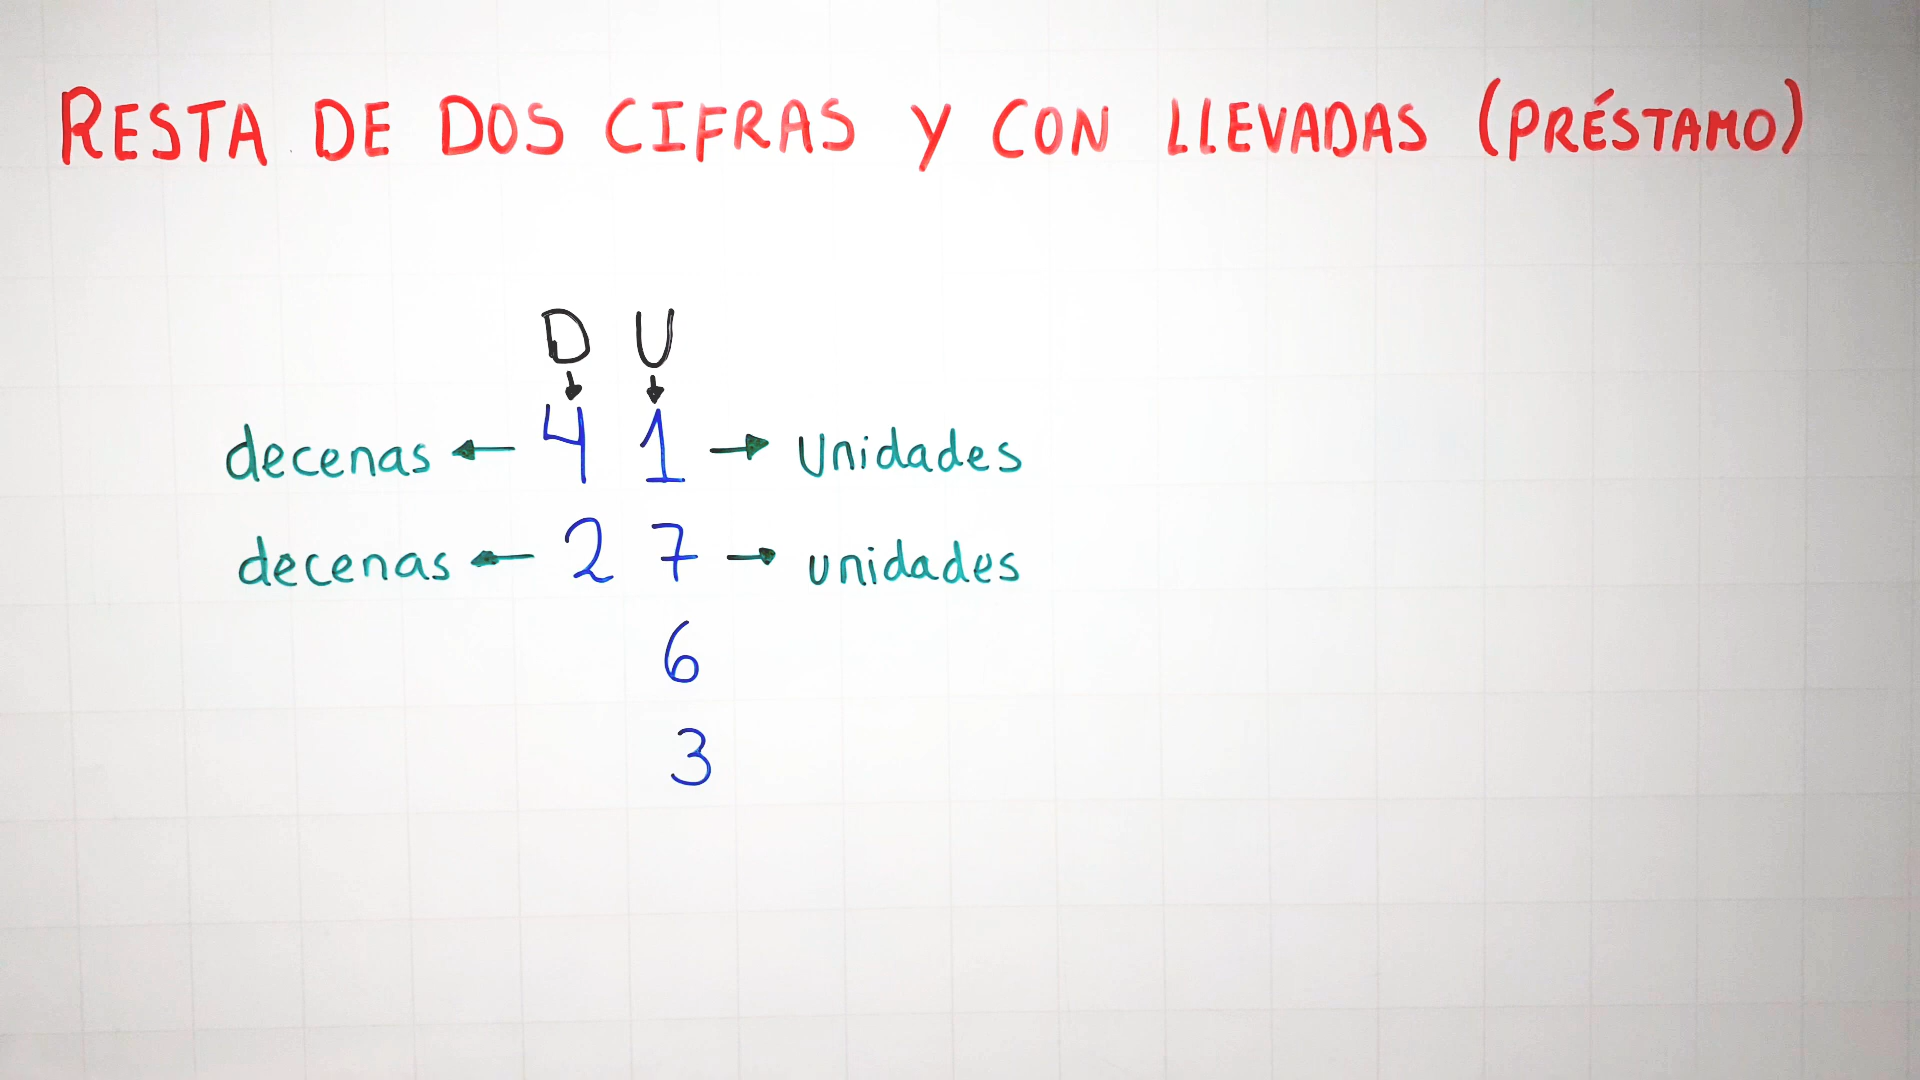 RESTA DE DOS CIFRAS Y CON LLEVADAS (PRÉSTAMO)
D U
decenas ← 4 1 → Unidades
decenas ← 2 7 → unidades
6
3